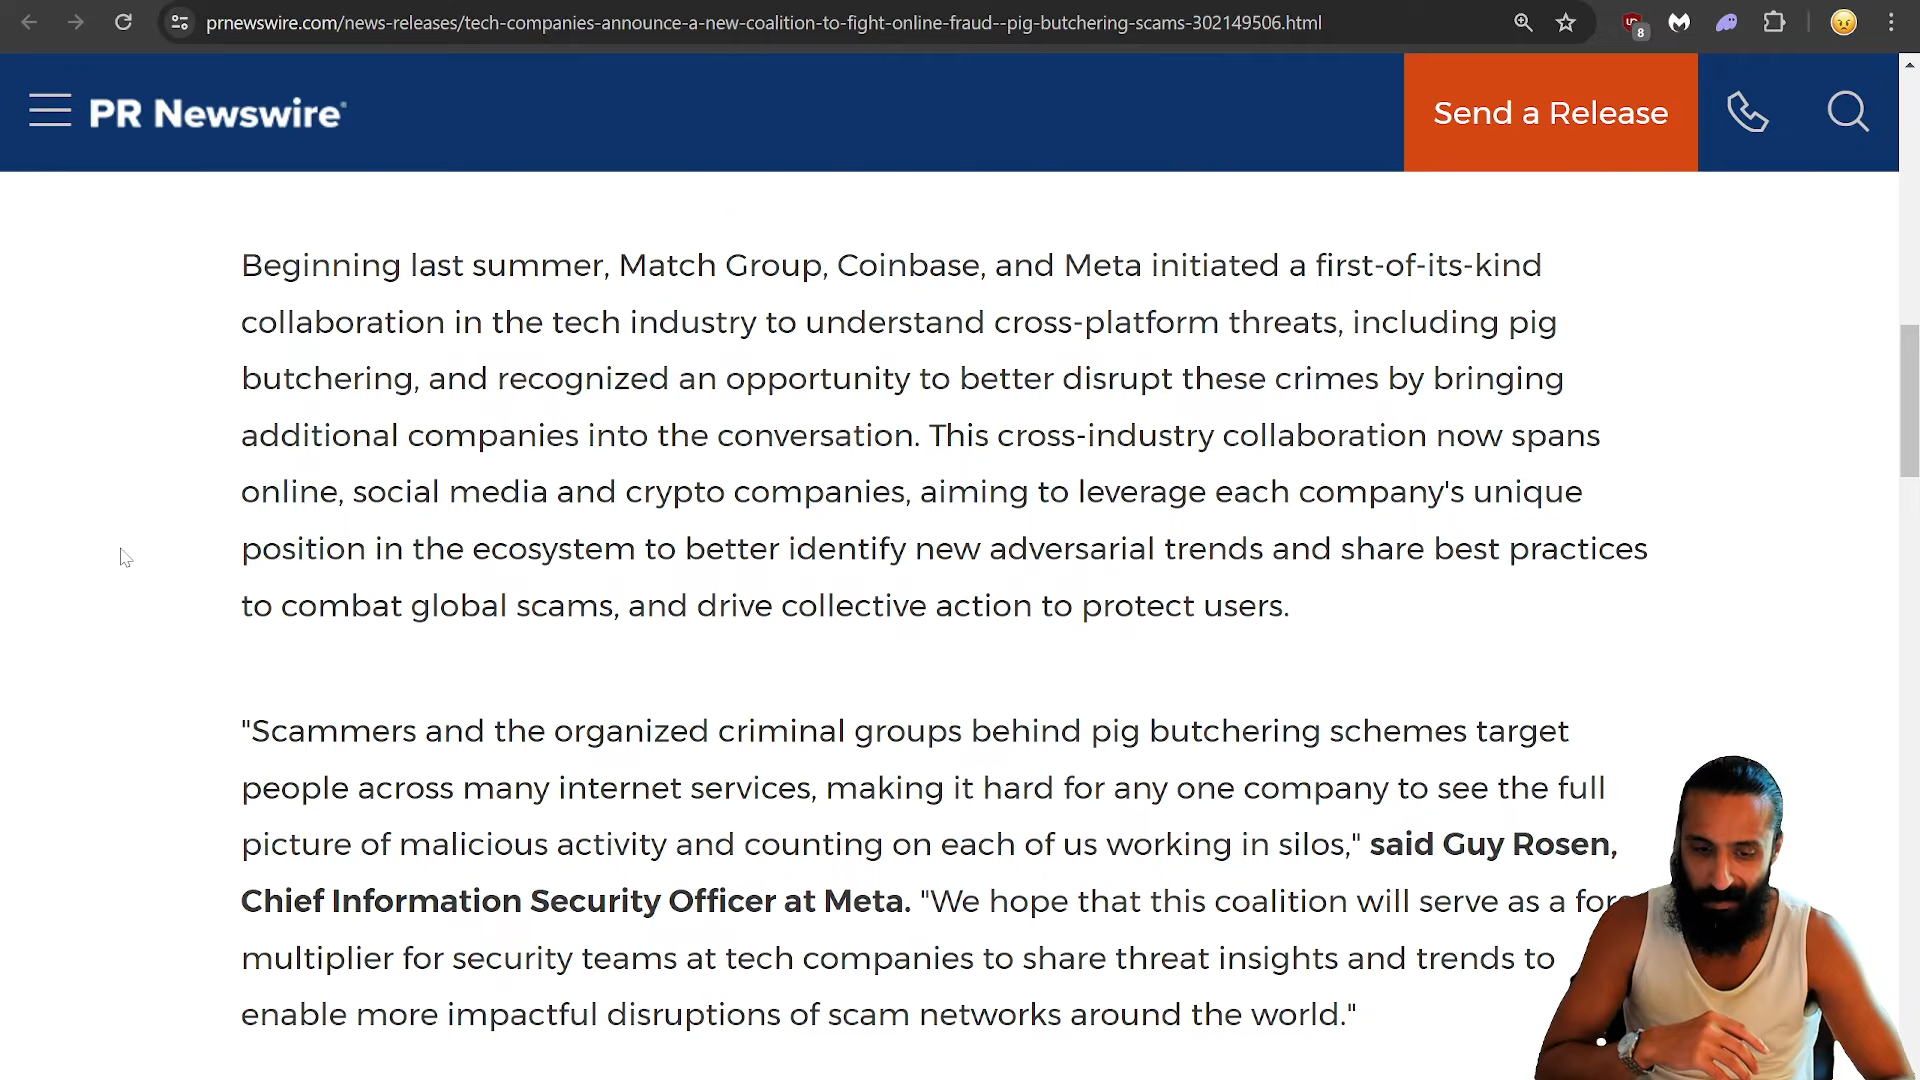 prnewswire.com/news-releases/tech-companies-announce-a-new-coalition-to-fight-online-fraud--pig-butchering-scams-302149506.html
8
PR Newswire
Send a Release
Beginning last summer, Match Group, Coinbase, and Meta initiated a first-of-its-kind
collaboration in the tech industry to understand cross-platform threats, including pig
butchering, and recognized an opportunity to better disrupt these crimes by bringing
additional companies into the conversation. This cross-industry collaboration now spans
online, social media and crypto companies, aiming to leverage each company's unique
position in the ecosystem to better identify new adversarial trends and share best practices
to combat global scams, and drive collective action to protect users.
"Scammers and the organized criminal groups behind pig butchering schemes target
people across many internet services, making it hard for any one company to see the full
picture of malicious activity and counting on each of us working in silos," said Guy Rosen,
Chief Information Security Officer at Meta. "We hope that this coalition will serve as a
multiplier for security teams at tech companies to share threat insights and trends to
enable more impactful disruptions of scam networks around the world."